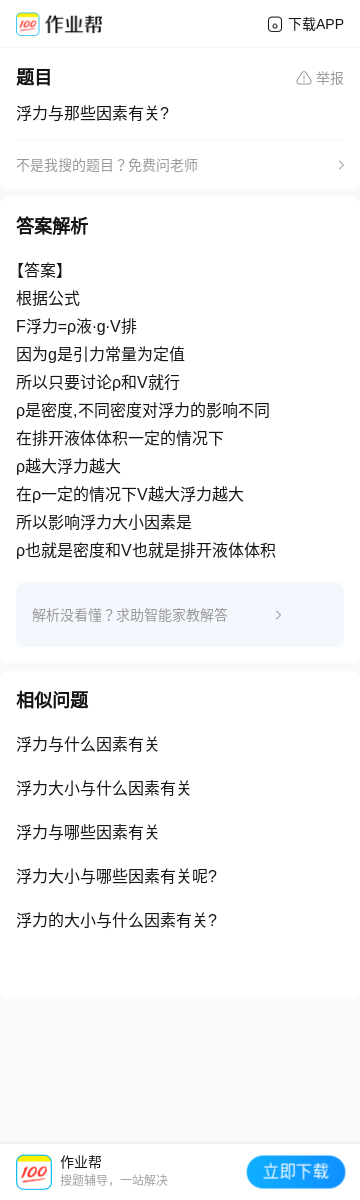 作业帮
下载APP
题目
举报
浮力与那些因素有关?
不是我搜的题目？免费问老师
答案解析
【答案】
根据公式
F浮力=ρ液·g·V排
因为g是引力常量为定值
所以只要讨论ρ和V就行
ρ是密度,不同密度对浮力的影响不同
在排开液体体积一定的情况下
ρ越大浮力越大
在ρ一定的情况下V越大浮力越大
所以影响浮力大小因素是
ρ也就是密度和V也就是排开液体体积
解析没看懂？求助智能家教解答
相似问题
浮力与什么因素有关
浮力大小与什么因素有关
浮力与哪些因素有关
浮力大小与哪些因素有关呢?
浮力的大小与什么因素有关?
100
作业帮
搜题辅导，一站解决
立即下载